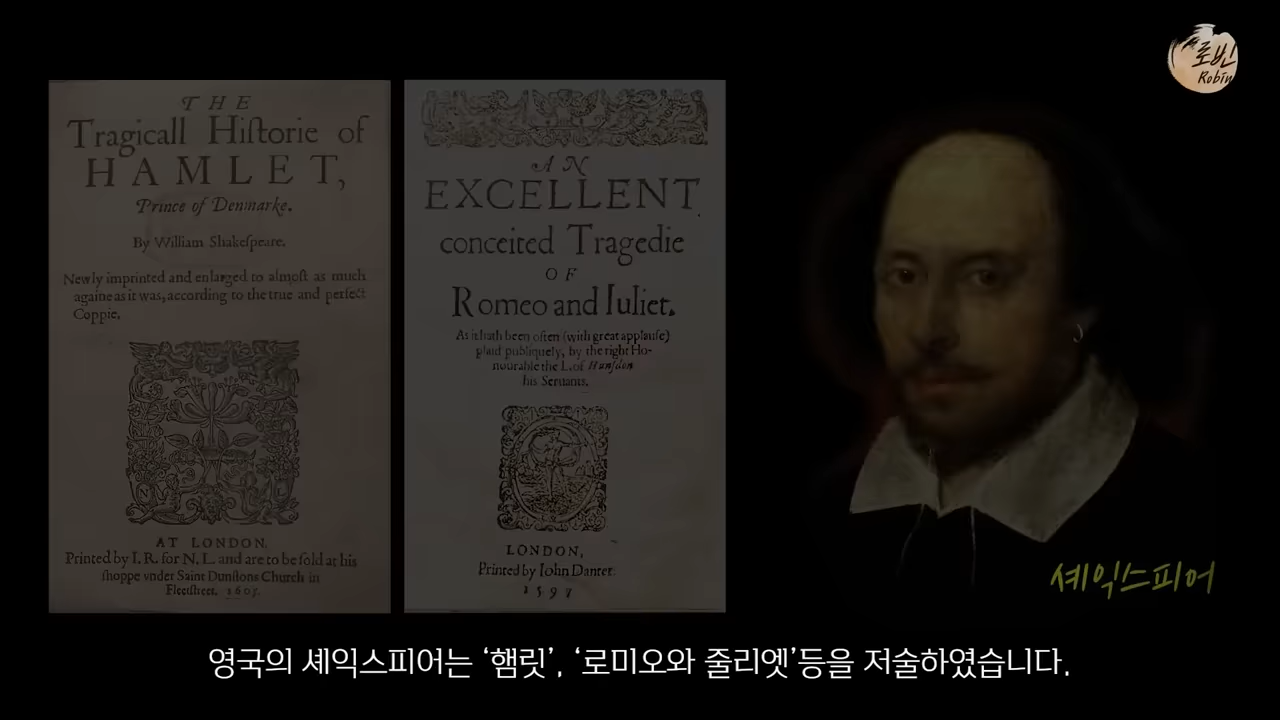 로빈
Robin
THE
Tragicall Hiſtorie of
HAMLET,
Prince of Denmarke.
By William Shakeſpeare.
Newly imprinted and enlarged to almoſt as much
againe as it was, according to the true and perfect
Coppie.
AT LONDON,
Printed by I. R. for N. L. and are to be ſold at his
ſhoppe vnder Saint Dunſtons Church in
Fleetſtreet.
AN
EXCELLENT
conceited Tragedie
OF
Romeo and Iuliet.
As it hath been often (with great applauſe)
plaid publiquely, by the right Ho-
nourable the L. of Hunſdon
his Seruants.
LONDON,
Printed by Iohn Danter.
1597
셰익스피어
영국의 셰익스피어는 ‘햄릿’, ‘로미오와 줄리엣’등을 저술하였습니다.